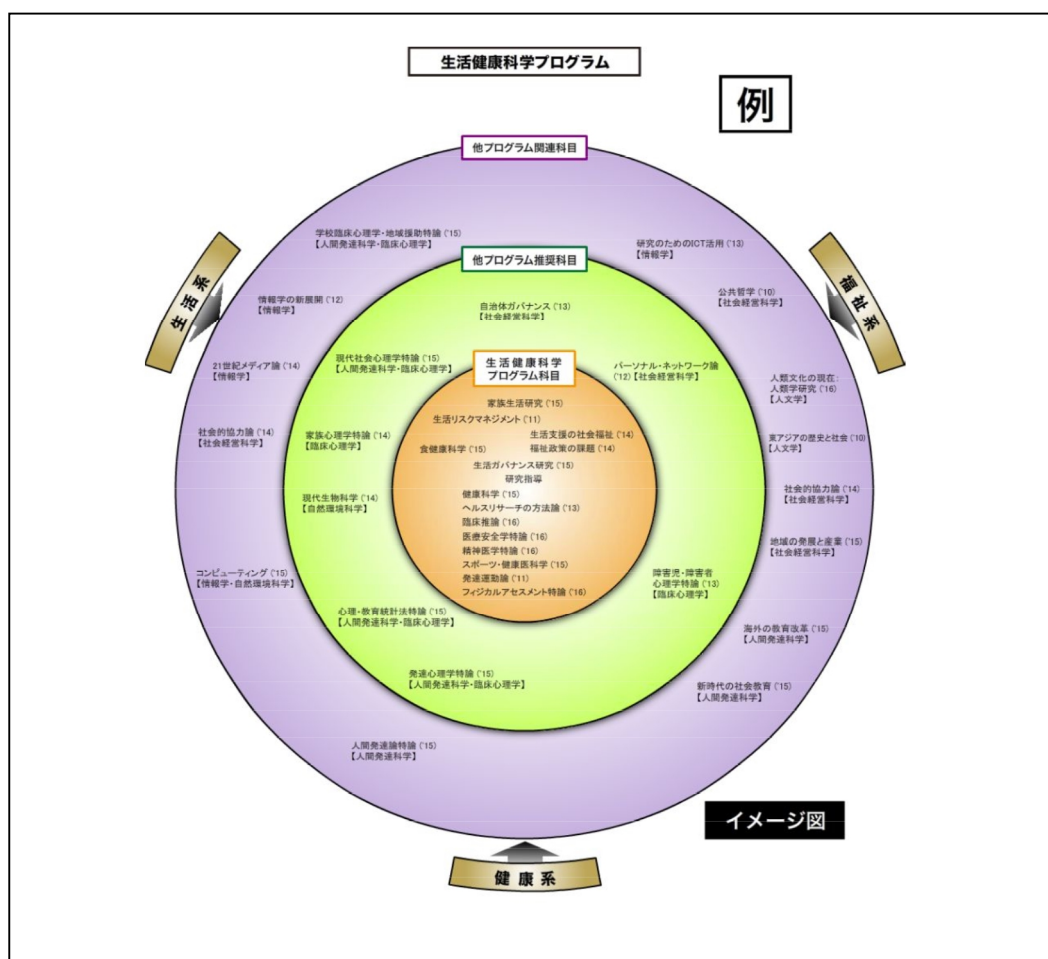 生活健康科学プログラム
例
他プログラム関連科目
学校臨床心理学・地域援助特論('15)
【人間発達科学・臨床心理学】
研究のためのICT活用('13)
【情報学】
他プログラム推奨科目
生活系
福祉系
情報学の新展開('12)
【情報学】
公共哲学('10)
【社会経営科学】
自治体ガバナンス('13)
【社会経営科学】
21世紀メディア論('14)
【情報学】
現代社会心理学特論('15)
【人間発達科学・臨床心理学】
生活健康科学
プログラム科目
パーソナル・ネットワーク論
('12)【社会経営科学】
人類文化の現在:
人類学研究('16)
【人文学】
家族生活研究('15)
生活リスクマネジメント('11)
社会的協力論('14)
【社会経営科学】
家族心理学特論('14)
【臨床心理学】
食健康科学('15)
生活支援の社会福祉('14)
福祉政策の課題('14)
東アジアの歴史と社会('10)
【人文学】
生活ガバナンス研究('15)
研究指導
現代生物科学('14)
【自然環境科学】
健康科学('15)
ヘルスリサーチの方法論('13)
臨床推論('16)
医療安全学特論('16)
精神医学特論('16)
スポーツ・健康医科学('15)
発達運動論('11)
フィジカルアセスメント特論('16)
社会的協力論('14)
【社会経営科学】
地域の発展と産業('15)
【社会経営科学】
コンピューティング('15)
【情報学・自然環境科学】
障害児・障害者
心理学特論('13)
【臨床心理学】
心理・教育統計法特論('15)
【人間発達科学・臨床心理学】
海外の教育改革('15)
【人間発達科学】
発達心理学特論('15)
【人間発達科学・臨床心理学】
新時代の社会教育('15)
【人間発達科学】
人間発達論特論('15)
【人間発達科学】
イメージ図
健康系